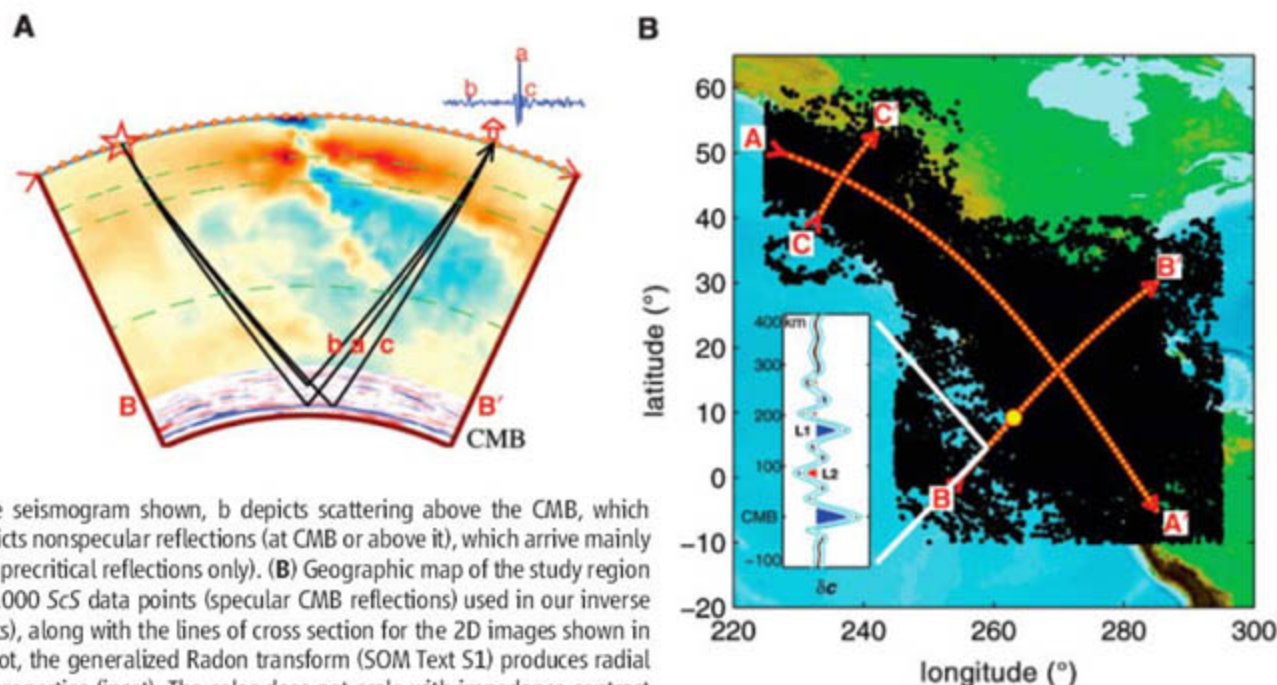 A
a
b
c
b a c
B
B′
CMB
B
60
50
40
30
20
10
0
−10
−20
220
240
260
280
300
latitude (°)
longitude (°)
A
C′
C
B′
B
A′
400 km
300
200
L1
100
L2
CMB
−100
δc
seismogram shown, b depicts scattering above the CMB, which
icts nonspecular reflections (at CMB or above it), which arrive mainly
precritical reflections only). (B) Geographic map of the study region
000 ScS data points (specular CMB reflections) used in our inverse
s), along with the lines of cross section for the 2D images shown in
ot, the generalized Radon transform (SOM Text S1) produces radial